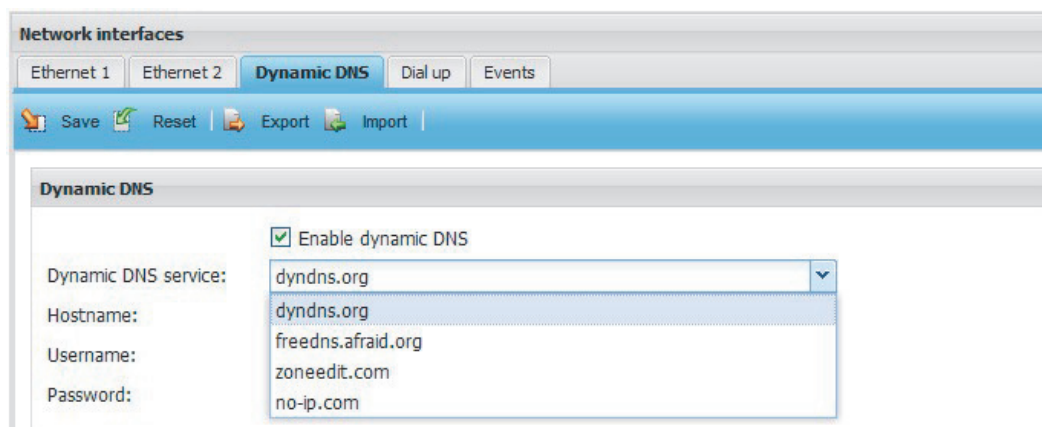 Network interfaces
Ethernet 1 Ethernet 2 Dynamic DNS Dial up Events
Save Reset Export Import
Dynamic DNS
Enable dynamic DNS
Dynamic DNS service: dyndns.org
Hostname: dyndns.org
freedns.afraid.org
Username:
zoneedit.com
Password: no-ip.com